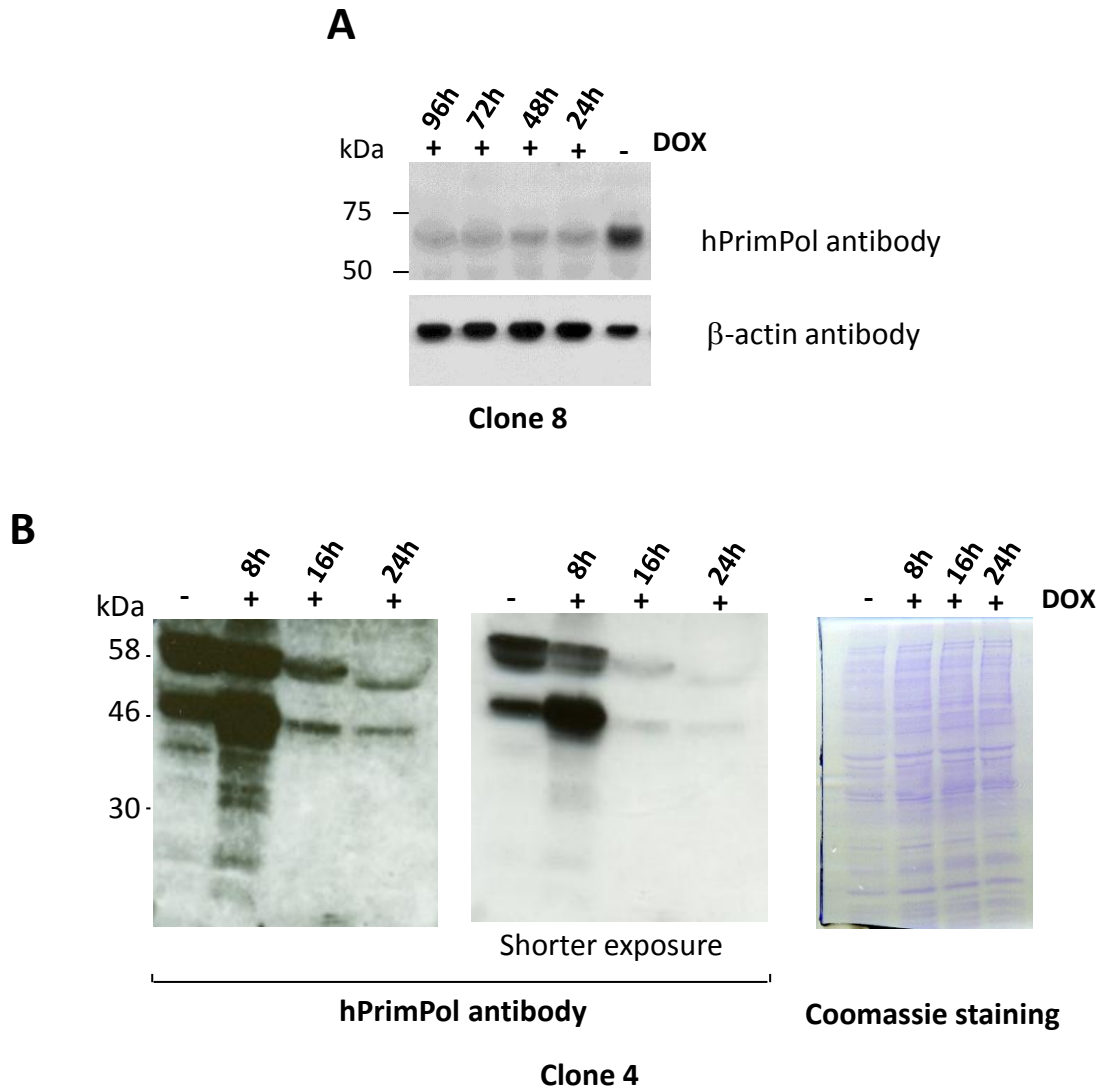 A
96h 72h 48h 24h
kDa + + + + - DOX
75
hPrimPol antibody
50
β-actin antibody
Clone 8
B
8h 16h 24h 8h 16h 24h 8h 16h 24h
kDa - + + + - + + + - + + + DOX
58
46
30
Shorter exposure
hPrimPol antibody Coomassie staining
Clone 4